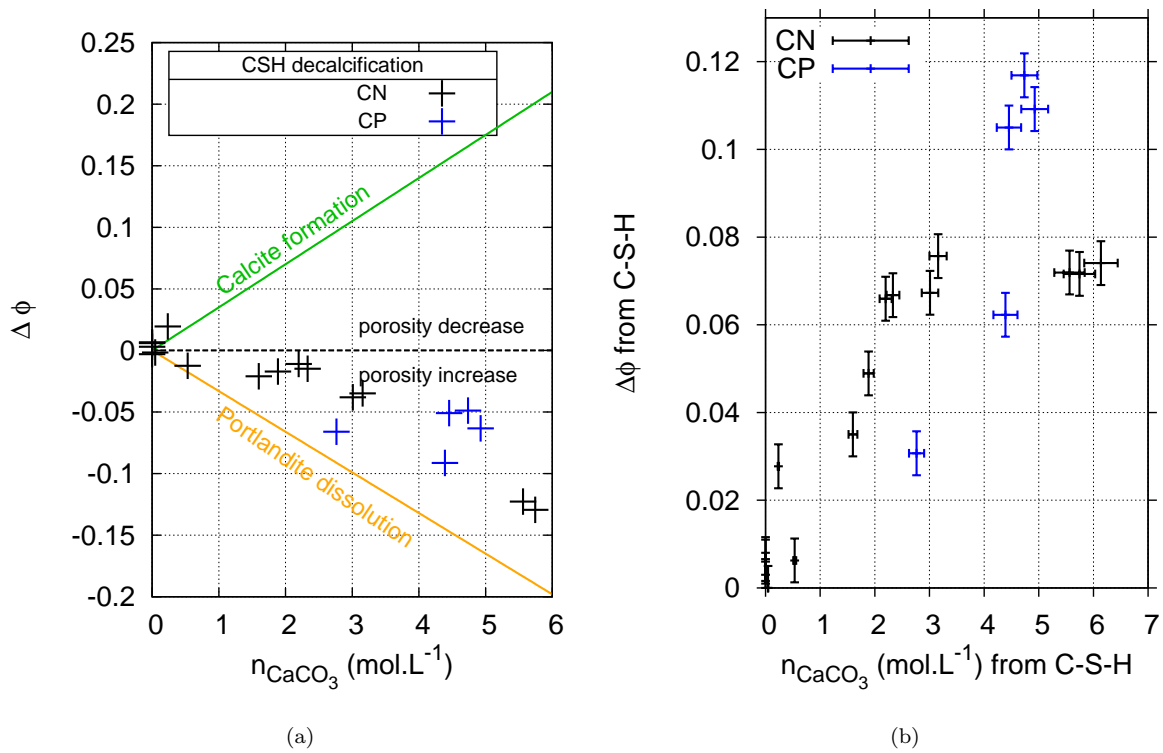 0.25
0.2
0.15
0.1
0.05
0
-0.05
-0.1
-0.15
-0.2
0 1 2 3 4 5 6
Δ ϕ
n_CaCO₃ (mol.L⁻¹)
CSH decalcification
CN
CP
Calcite formation
porosity decrease
porosity increase
Portlandite dissolution
(a)
0.12
0.1
0.08
0.06
0.04
0.02
0
0 1 2 3 4 5 6 7
Δϕ from C-S-H
n_CaCO₃ (mol.L⁻¹) from C-S-H
CN
CP
(b)